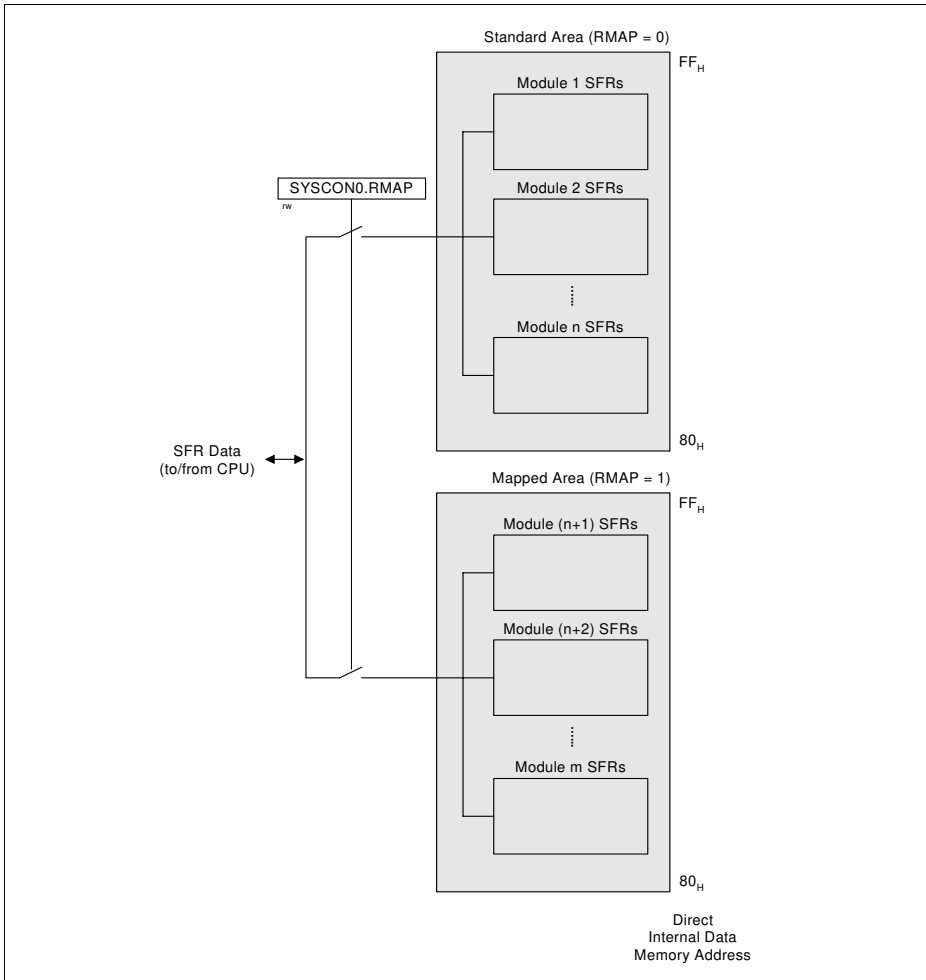 Standard Area (RMAP = 0)
FFH
Module 1 SFRs
SYSCON0.RMAP
rw
Module 2 SFRs
Module n SFRs
80H
SFR Data
(to/from CPU)
Mapped Area (RMAP = 1)
FFH
Module (n+1) SFRs
Module (n+2) SFRs
Module m SFRs
80H
Direct
Internal Data
Memory Address